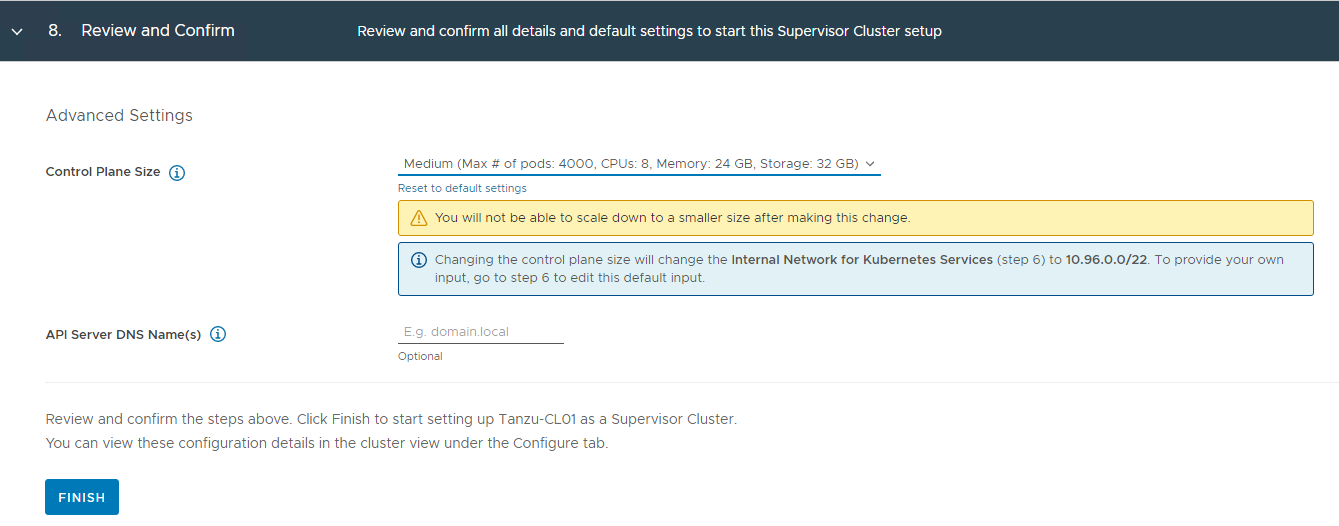 8. Review and Confirm Review and confirm all details and default settings to start this Supervisor Cluster setup
Advanced Settings
Control Plane Size Medium (Max # of pods: 4000, CPUs: 8, Memory: 24 GB, Storage: 32 GB)
Reset to default settings
You will not be able to scale down to a smaller size after making this change.
Changing the control plane size will change the Internal Network for Kubernetes Services (step 6) to 10.96.0.0/22. To provide your own
input, go to step 6 to edit this default input.
API Server DNS Name(s) E.g. domain.local
Optional
Review and confirm the steps above. Click Finish to start setting up Tanzu-CL01 as a Supervisor Cluster.
You can view these configuration details in the cluster view under the Configure tab.
FINISH